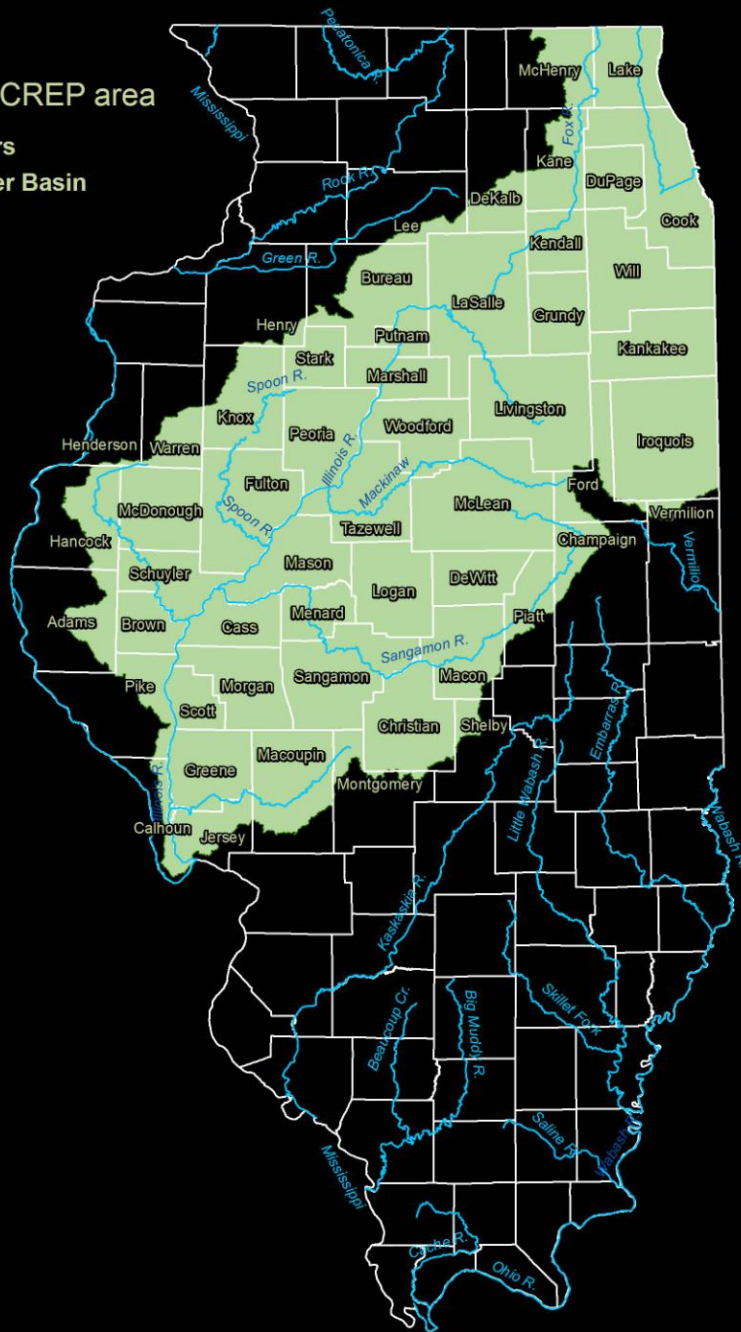 CREP area
rs
er Basin
Pecatonica R.
McHenry
Lake
Mississippi
Fox R.
Kane
DuPage
Rock R.
DeKalb
Cook
Lee
Kendall
Green R.
Will
Bureau
LaSalle
Grundy
Henry
Putnam
Kankakee
Stark
Marshall
Spoon R.
Livingston
Knox
Peoria
Woodford
Iroquois
Henderson
Warren
Illinois R.
Mackinaw
Fulton
Ford
McLean
McDonough
Spoon R.
Vermilion
Tazewell
Hancock
Champaign
Vermilion
Mason
Schuyler
DeWitt
Logan
Adams
Brown
Cass
Menard
Piatt
Sangamon R.
Sangamon
Macon
Pike
Morgan
Scott
Christian
Shelby
Embarras R.
Macoupin
Little Wabash R.
Greene
Montgomery
Illinois R.
Calhoun
Jersey
Wabash R.
Kaskaskia R.
Skillet Fork
Beaucoup Cr.
Big Muddy R.
Saline R.
Wabash R.
Mississippi
Cache R.
Ohio R.